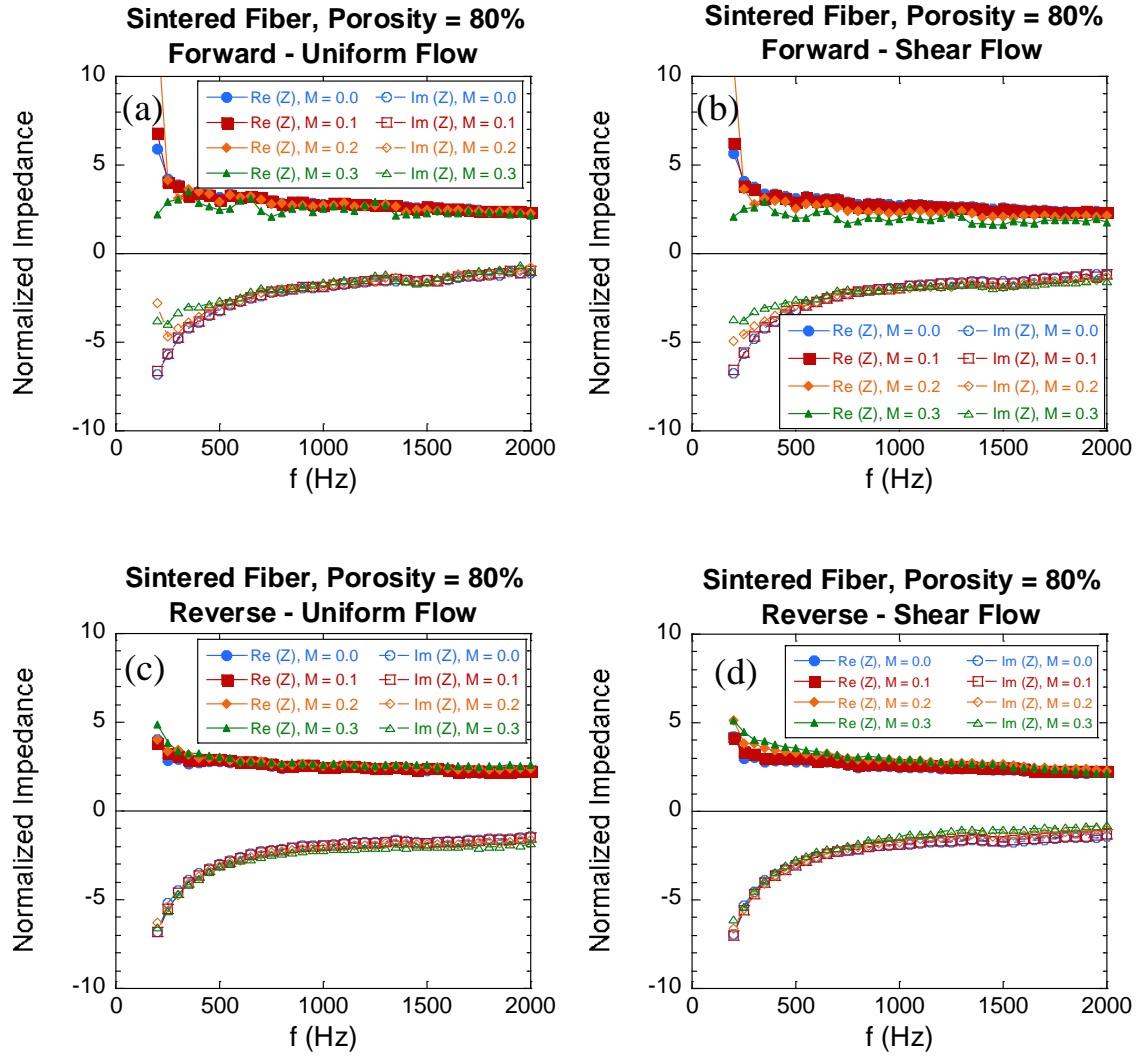 Sintered Fiber, Porosity = 80%
Forward - Uniform Flow
(a)
Re (Z), M = 0.0 Im (Z), M = 0.0
Re (Z), M = 0.1 Im (Z), M = 0.1
Re (Z), M = 0.2 Im (Z), M = 0.2
Re (Z), M = 0.3 Im (Z), M = 0.3
Normalized Impedance
10
5
0
-5
-10
0 500 1000 1500 2000
f (Hz)
Sintered Fiber, Porosity = 80%
Forward - Shear Flow
(b)
Normalized Impedance
10
5
0
-5
-10
Re (Z), M = 0.0 Im (Z), M = 0.0
Re (Z), M = 0.1 Im (Z), M = 0.1
Re (Z), M = 0.2 Im (Z), M = 0.2
Re (Z), M = 0.3 Im (Z), M = 0.3
0 500 1000 1500 2000
f (Hz)
Sintered Fiber, Porosity = 80%
Reverse - Uniform Flow
(c)
Re (Z), M = 0.0 Im (Z), M = 0.0
Re (Z), M = 0.1 Im (Z), M = 0.1
Re (Z), M = 0.2 Im (Z), M = 0.2
Re (Z), M = 0.3 Im (Z), M = 0.3
Normalized Impedance
10
5
0
-5
-10
0 500 1000 1500 2000
f (Hz)
Sintered Fiber, Porosity = 80%
Reverse - Shear Flow
(d)
Re (Z), M = 0.0 Im (Z), M = 0.0
Re (Z), M = 0.1 Im (Z), M = 0.1
Re (Z), M = 0.2 Im (Z), M = 0.2
Re (Z), M = 0.3 Im (Z), M = 0.3
Normalized Impedance
10
5
0
-5
-10
0 500 1000 1500 2000
f (Hz)